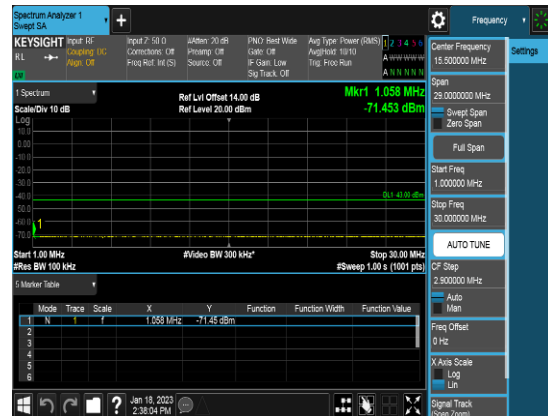 Spectrum Analyzer 1
Swept SA
Frequency
KEYSIGHT Input: RF
RL
Coupling: DC
Align: Off
Input Z: 50 Ω
Corrections: Off
Freq Ref: Int (S)
#Atten: 20 dB
Preamp: Off
Source: Off
PNO: Best Wide
Gate: Off
IF Gain: Low
Sig Track: Off
Avg Type: Power (RMS)
Avg|Hold: 10/10
Trig: Free Run
1 2 3 4 5 6
A W W W W W
A N N N N N
1 Spectrum
Scale/Div 10 dB
Ref Lvl Offset 14.00 dB
Ref Level 20.00 dBm
Mkr1 1.058 MHz
-71.453 dBm
Log
10.0
0.00
-10.0
-20.0
-30.0
-40.0
-50.0
-60.0
-70.0
DL1 -43.00 dBm
1
Start 1.00 MHz
#Res BW 100 kHz
#Video BW 300 kHz*
Stop 30.00 MHz
#Sweep 1.00 s (1001 pts)
5 Marker Table
Mode Trace Scale X Y Function Function Width Function Value
1 N 1 f 1.058 MHz -71.45 dBm
2
3
4
5
6
Jan 18, 2023
2:38:04 PM
Center Frequency
15.500000 MHz
Settings
Span
29.0000000 MHz
Swept Span
Zero Span
Full Span
Start Freq
1.000000 MHz
Stop Freq
30.000000 MHz
AUTO TUNE
CF Step
2.900000 MHz
Auto
Man
Freq Offset
0 Hz
X Axis Scale
Log
Lin
Signal Track
(Span Zoom)